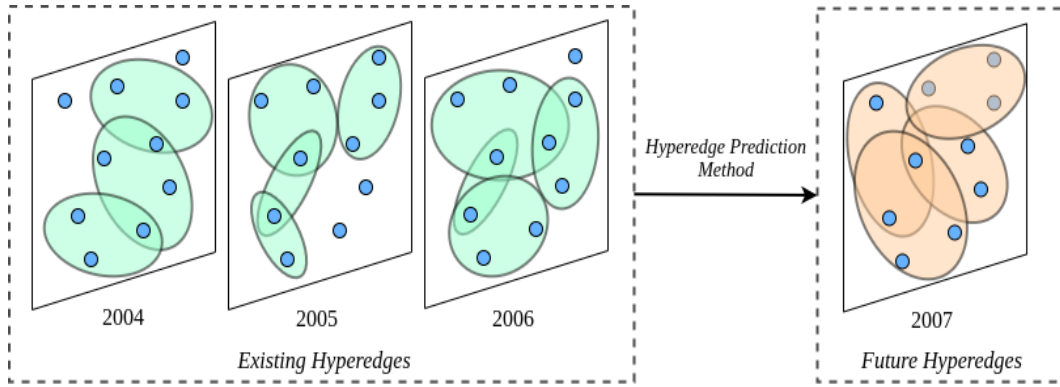 2004
2005
2006
Existing Hyperedges
Hyperedge Prediction
Method
2007
Future Hyperedges